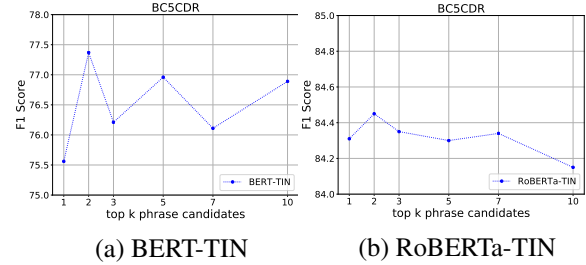 BC5CDR
78.0
77.5
77.0
76.5
76.0
75.5
75.0
F1 Score
1 2 3 5 7 10
top k phrase candidates
BERT-TIN
(a) BERT-TIN
BC5CDR
85.0
84.8
84.6
84.4
84.2
84.0
F1 Score
1 2 3 5 7 10
top k phrase candidates
RoBERTa-TIN
(b) RoBERTa-TIN